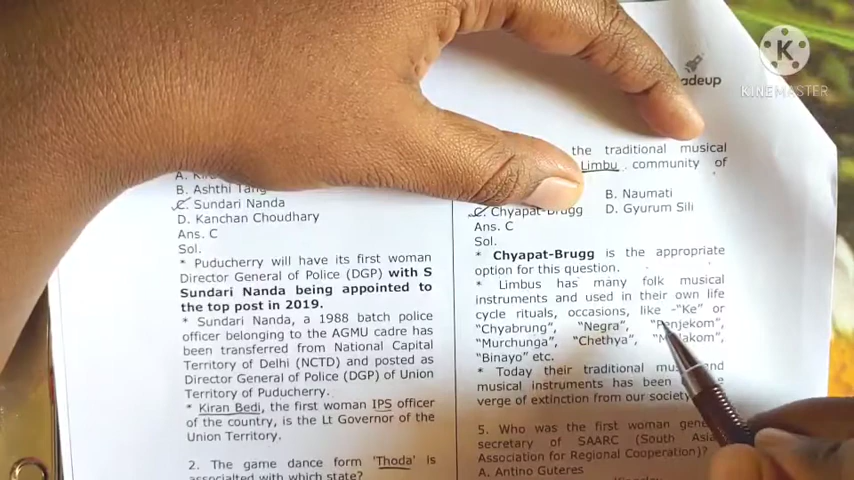 KINEMASTER
adeup
B. Ashthi Tang
C. Sundari Nanda
D. Kanchan Choudhary
Ans. C
Sol.
* Puducherry will have its first woman
Director General of Police (DGP) with S
Sundari Nanda being appointed to
the top post in 2019.
* Sundari Nanda, a 1988 batch police
officer belonging to the AGMU cadre has
been transferred from National Capital
Territory of Delhi (NCTD) and posted as
Director General of Police (DGP) of Union
Territory of Puducherry.
* Kiran Bedi, the first woman IPS officer
of the country, is the Lt Governor of the
Union Territory.
2. The game dance form 'Thoda' is
associalted with which state?
the traditional musical
Limbu community of
B. Naumati
C. Chyapat-Brugg D. Gyurum Sili
Ans. C
Sol.
* Chyapat-Brugg is the appropriate
option for this question.
* Limbus has many folk musical
instruments and used in their own life
cycle rituals, occasions, like -"Ke" or
"Chyabrung", "Negra",
"Murchunga", "Chethya",
"Binayo" etc.
* Today their traditional and
musical instruments has been
verge of extinction from our society
5. Who was the first woman
secretary of SAARC (South
Association for Regional Cooperation)?
A. Antino Guteres